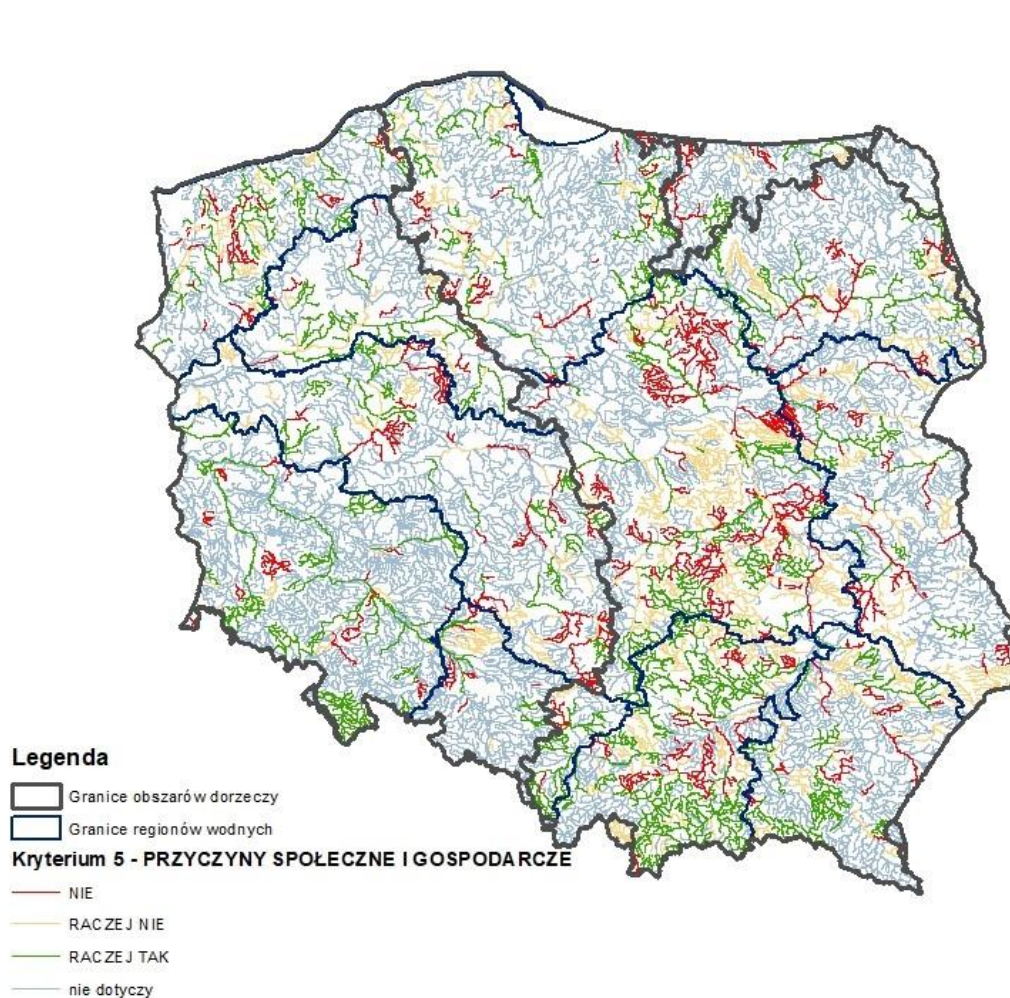 Legenda
Granice obszarów dorzeczy
Granice regionów wodnych
Kryterium 5 - PRZYCZYNY SPOŁECZNE I GOSPODARCZE
NIE
RACZEJ NIE
RACZEJ TAK
nie dotyczy